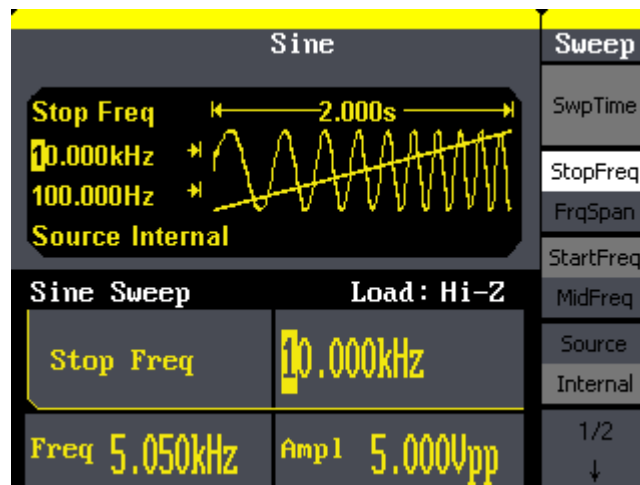 Sine
Sweep
Stop Freq
2.000s
10.000kHz
100.000Hz
Source Internal
Sine Sweep
Load: Hi-Z
Stop Freq
10.000kHz
Freq 5.050kHz
Ampl 5.000Vpp
SwpTime
StopFreq
FrqSpan
StartFreq
MidFreq
Source
Internal
1/2
↓